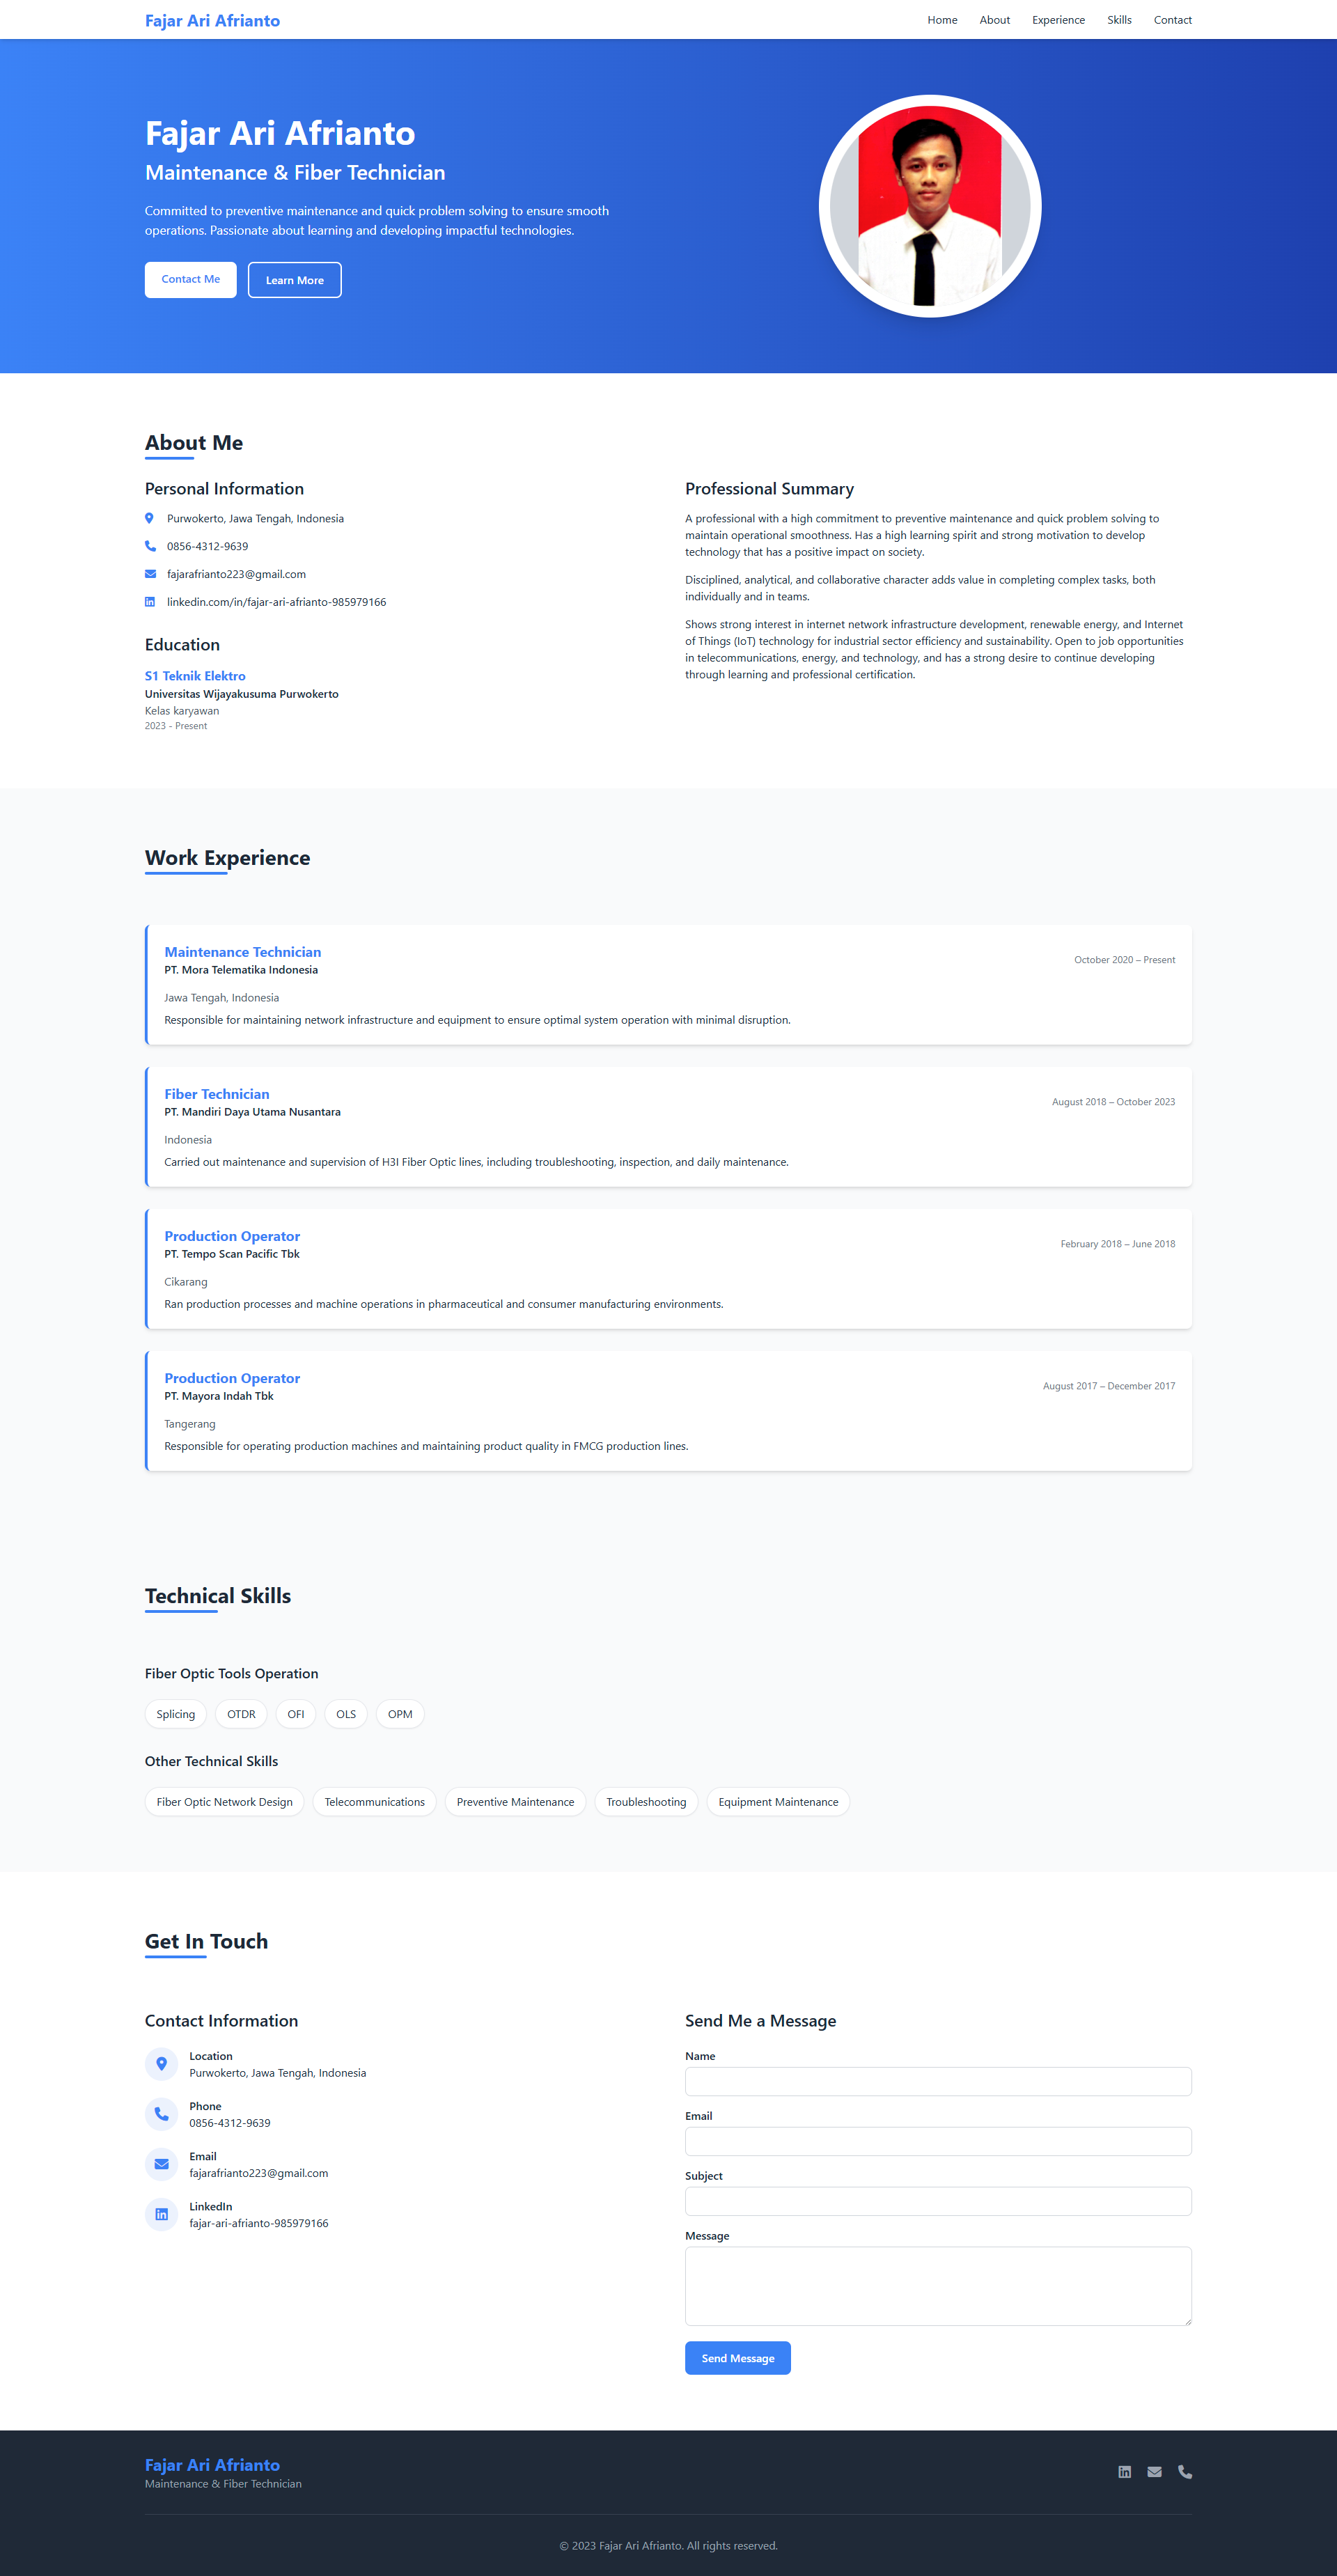 Fajar Ari Afrianto
Home About Experience Skills Contact
Fajar Ari Afrianto
Maintenance & Fiber Technician
Committed to preventive maintenance and quick problem solving to ensure smooth
operations. Passionate about learning and developing impactful technologies.
Contact Me Learn More
About Me
Personal Information
Purwokerto, Jawa Tengah, Indonesia
0856-4312-9639
fajarafrianto223@gmail.com
linkedin.com/in/fajar-ari-afrianto-985979166
Education
S1 Teknik Elektro
Universitas Wijayakusuma Purwokerto
Kelas karyawan
2023 - Present
Professional Summary
A professional with a high commitment to preventive maintenance and quick problem solving to
maintain operational smoothness. Has a high learning spirit and strong motivation to develop
technology that has a positive impact on society.
Disciplined, analytical, and collaborative character adds value in completing complex tasks, both
individually and in teams.
Shows strong interest in internet network infrastructure development, renewable energy, and Internet
of Things (IoT) technology for industrial sector efficiency and sustainability. Open to job opportunities
in telecommunications, energy, and technology, and has a strong desire to continue developing
through learning and professional certification.
Work Experience
Maintenance Technician
PT. Mora Telematika Indonesia
October 2020 – Present
Jawa Tengah, Indonesia
Responsible for maintaining network infrastructure and equipment to ensure optimal system operation with minimal disruption.
Fiber Technician
PT. Mandiri Daya Utama Nusantara
August 2018 – October 2023
Indonesia
Carried out maintenance and supervision of H3I Fiber Optic lines, including troubleshooting, inspection, and daily maintenance.
Production Operator
PT. Tempo Scan Pacific Tbk
February 2018 – June 2018
Cikarang
Ran production processes and machine operations in pharmaceutical and consumer manufacturing environments.
Production Operator
PT. Mayora Indah Tbk
August 2017 – December 2017
Tangerang
Responsible for operating production machines and maintaining product quality in FMCG production lines.
Technical Skills
Fiber Optic Tools Operation
Splicing OTDR OFI OLS OPM
Other Technical Skills
Fiber Optic Network Design Telecommunications Preventive Maintenance Troubleshooting Equipment Maintenance
Get In Touch
Contact Information
Location
Purwokerto, Jawa Tengah, Indonesia
Phone
0856-4312-9639
Email
fajarafrianto223@gmail.com
LinkedIn
fajar-ari-afrianto-985979166
Send Me a Message
Name
Email
Subject
Message
Send Message
Fajar Ari Afrianto
Maintenance & Fiber Technician
© 2023 Fajar Ari Afrianto. All rights reserved.